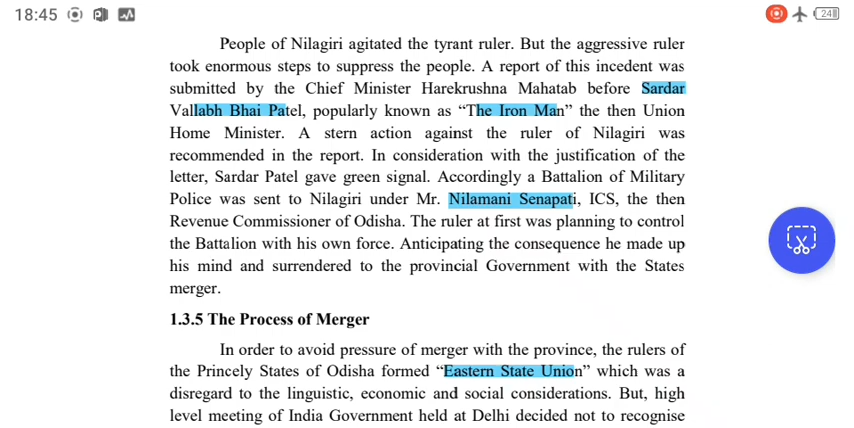 18:45
24
People of Nilagiri agitated the tyrant ruler. But the aggressive ruler
took enormous steps to suppress the people. A report of this incedent was
submitted by the Chief Minister Harekrushna Mahatab before Sardar
Vallabh Bhai Patel, popularly known as “The Iron Man” the then Union
Home Minister. A stern action against the ruler of Nilagiri was
recommended in the report. In consideration with the justification of the
letter, Sardar Patel gave green signal. Accordingly a Battalion of Military
Police was sent to Nilagiri under Mr. Nilamani Senapati, ICS, the then
Revenue Commissioner of Odisha. The ruler at first was planning to control
the Battalion with his own force. Anticipating the consequence he made up
his mind and surrendered to the provincial Government with the States
merger.
1.3.5 The Process of Merger
In order to avoid pressure of merger with the province, the rulers of
the Princely States of Odisha formed “Eastern State Union” which was a
disregard to the linguistic, economic and social considerations. But, high
level meeting of India Government held at Delhi decided not to recognise